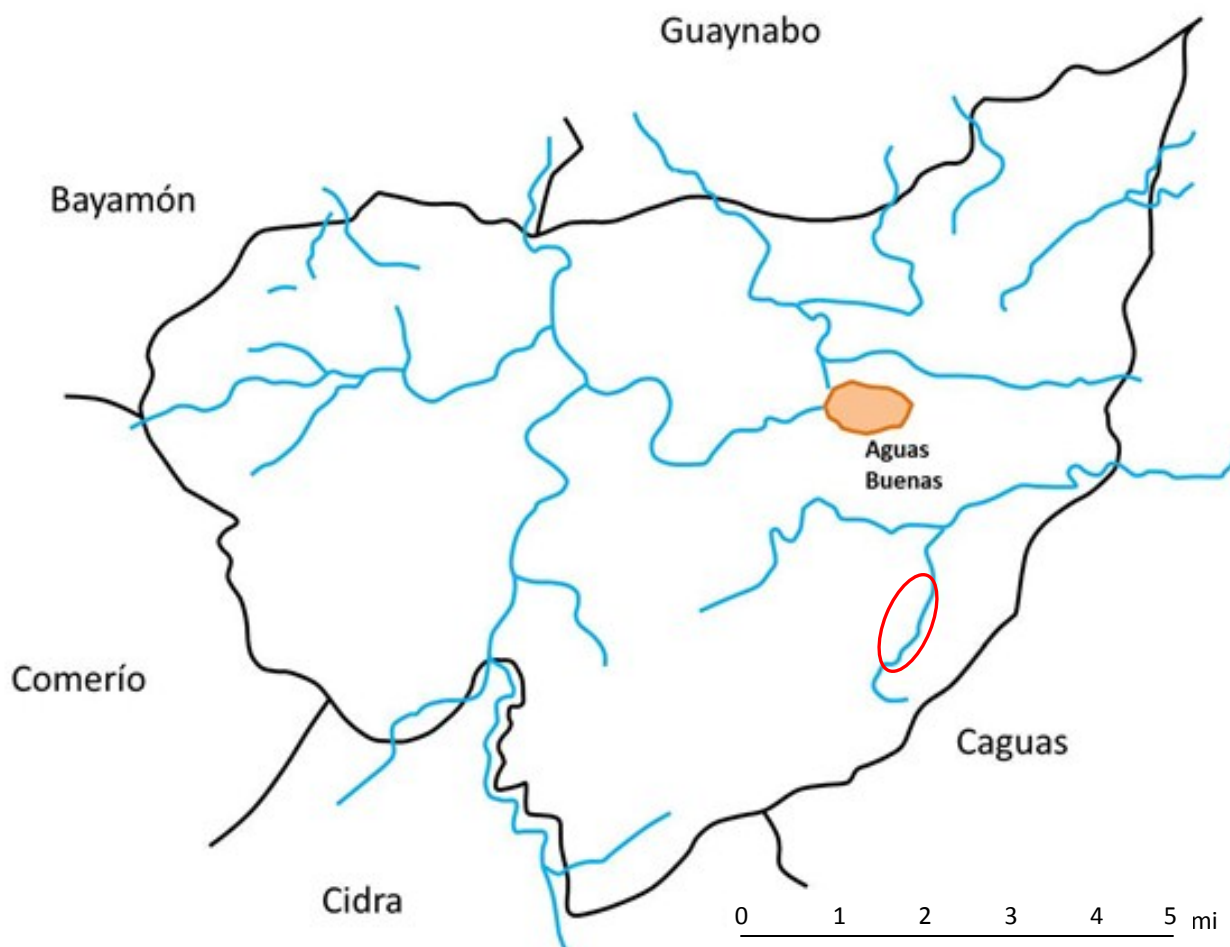 Guaynabo
Bayamón
Aguas
Buenas
Comerío
Caguas
Cidra
0 1 2 3 4 5 mi